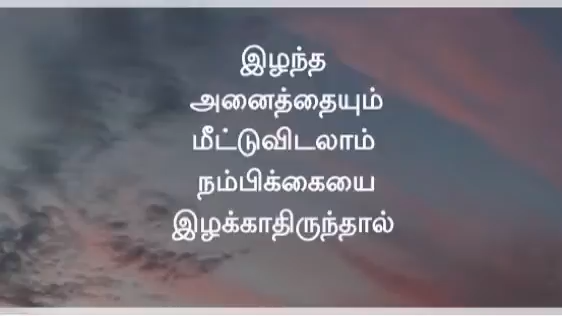 இழந்த
அனைத்தையும்
மீட்டுவிடலாம்
நம்பிக்கையை
இழக்காதிருந்தால்